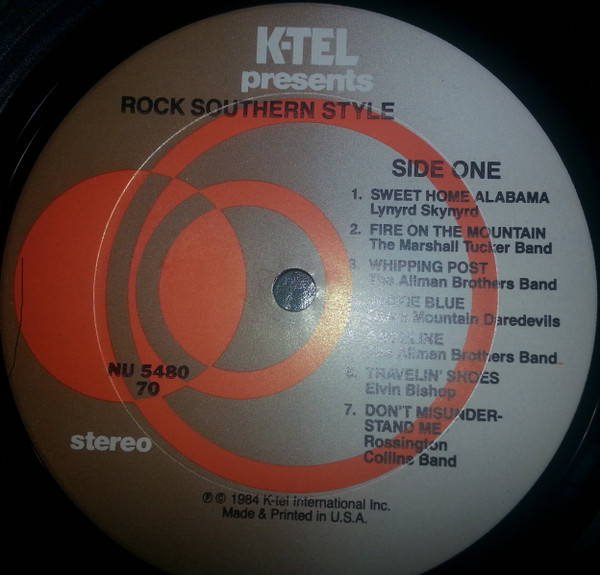 K-TEL
presents
ROCK SOUTHERN STYLE
SIDE ONE
1. SWEET HOME ALABAMA
Lynyrd Skynyrd
2. FIRE ON THE MOUNTAIN
The Marshall Tucker Band
3. WHIPPING POST
The Allman Brothers Band
BLUE
Mountain Daredevils
Allman Brothers Band
6. TRAVELIN' SHOES
Elvin Bishop
7. DON'T MISUNDER-
STAND ME
Rossington
Collins Band
NU 5480
70
stereo
℗ © 1984 K-tel International Inc.
Made & Printed in U.S.A.